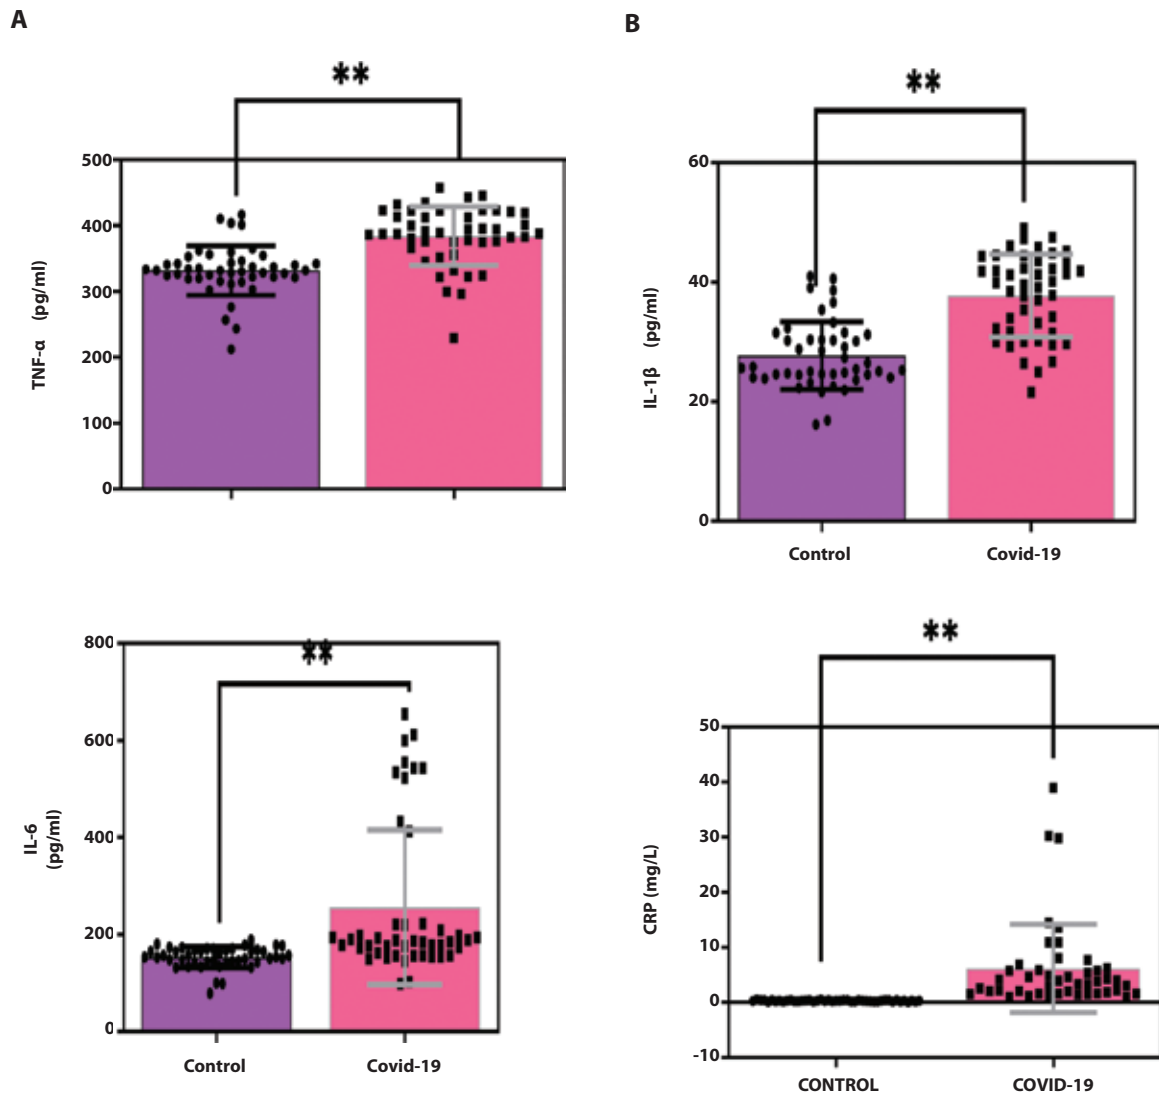 A
B
**
**
500
400
300
200
100
0
TNF-α (pg/ml)
60
40
20
0
IL-1β (pg/ml)
Control
Covid-19
**
**
800
600
400
200
0
IL-6
(pg/ml)
Control
Covid-19
50
40
30
20
10
0
-10
CRP (mg/L)
CONTROL
COVID-19